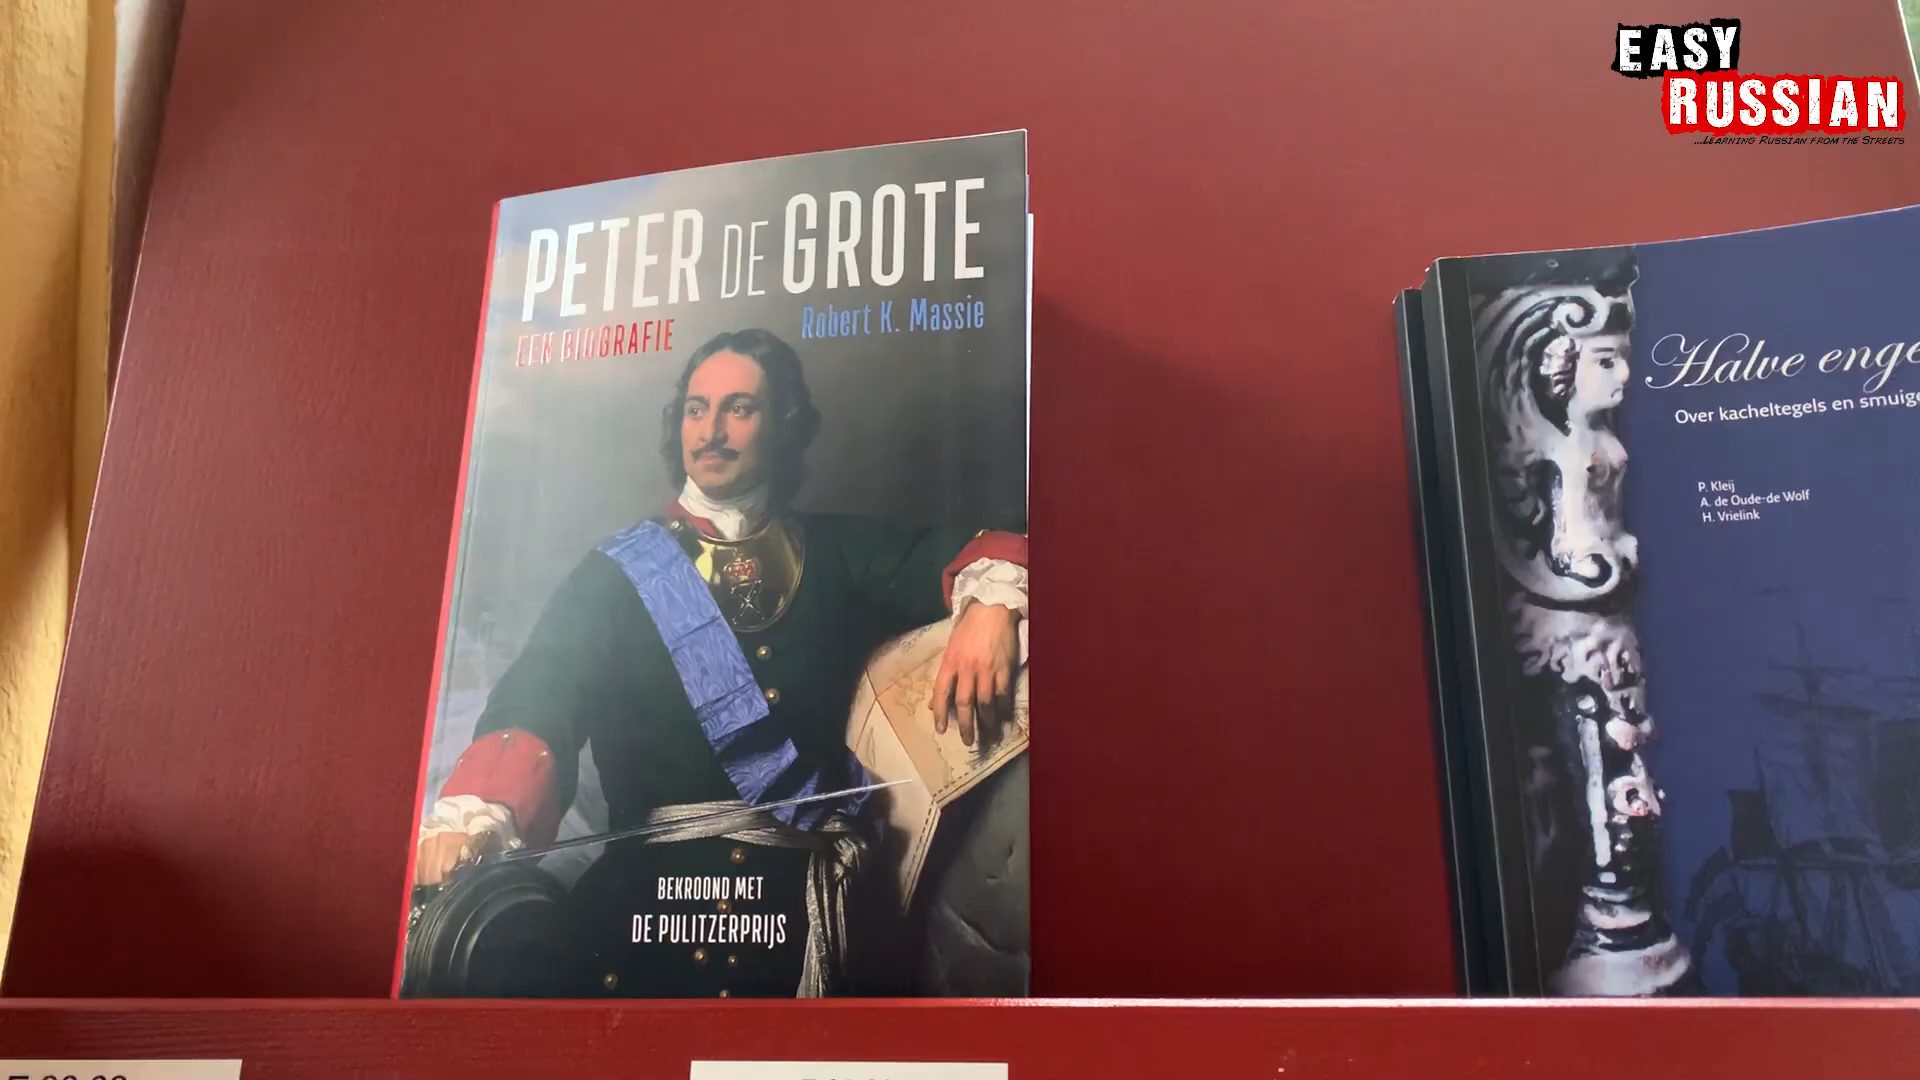 EASY
RUSSIAN
...Learning Russian from the Streets
PETER DE GROTE
EEN BIOGRAFIE
Robert K. Massie
BEKROOND MET
DE PULITZERPRIJS
Halve enge
Over kacheltegels en smuige
P. Kleij
A. de Oude-de Wolf
H. Vrielink